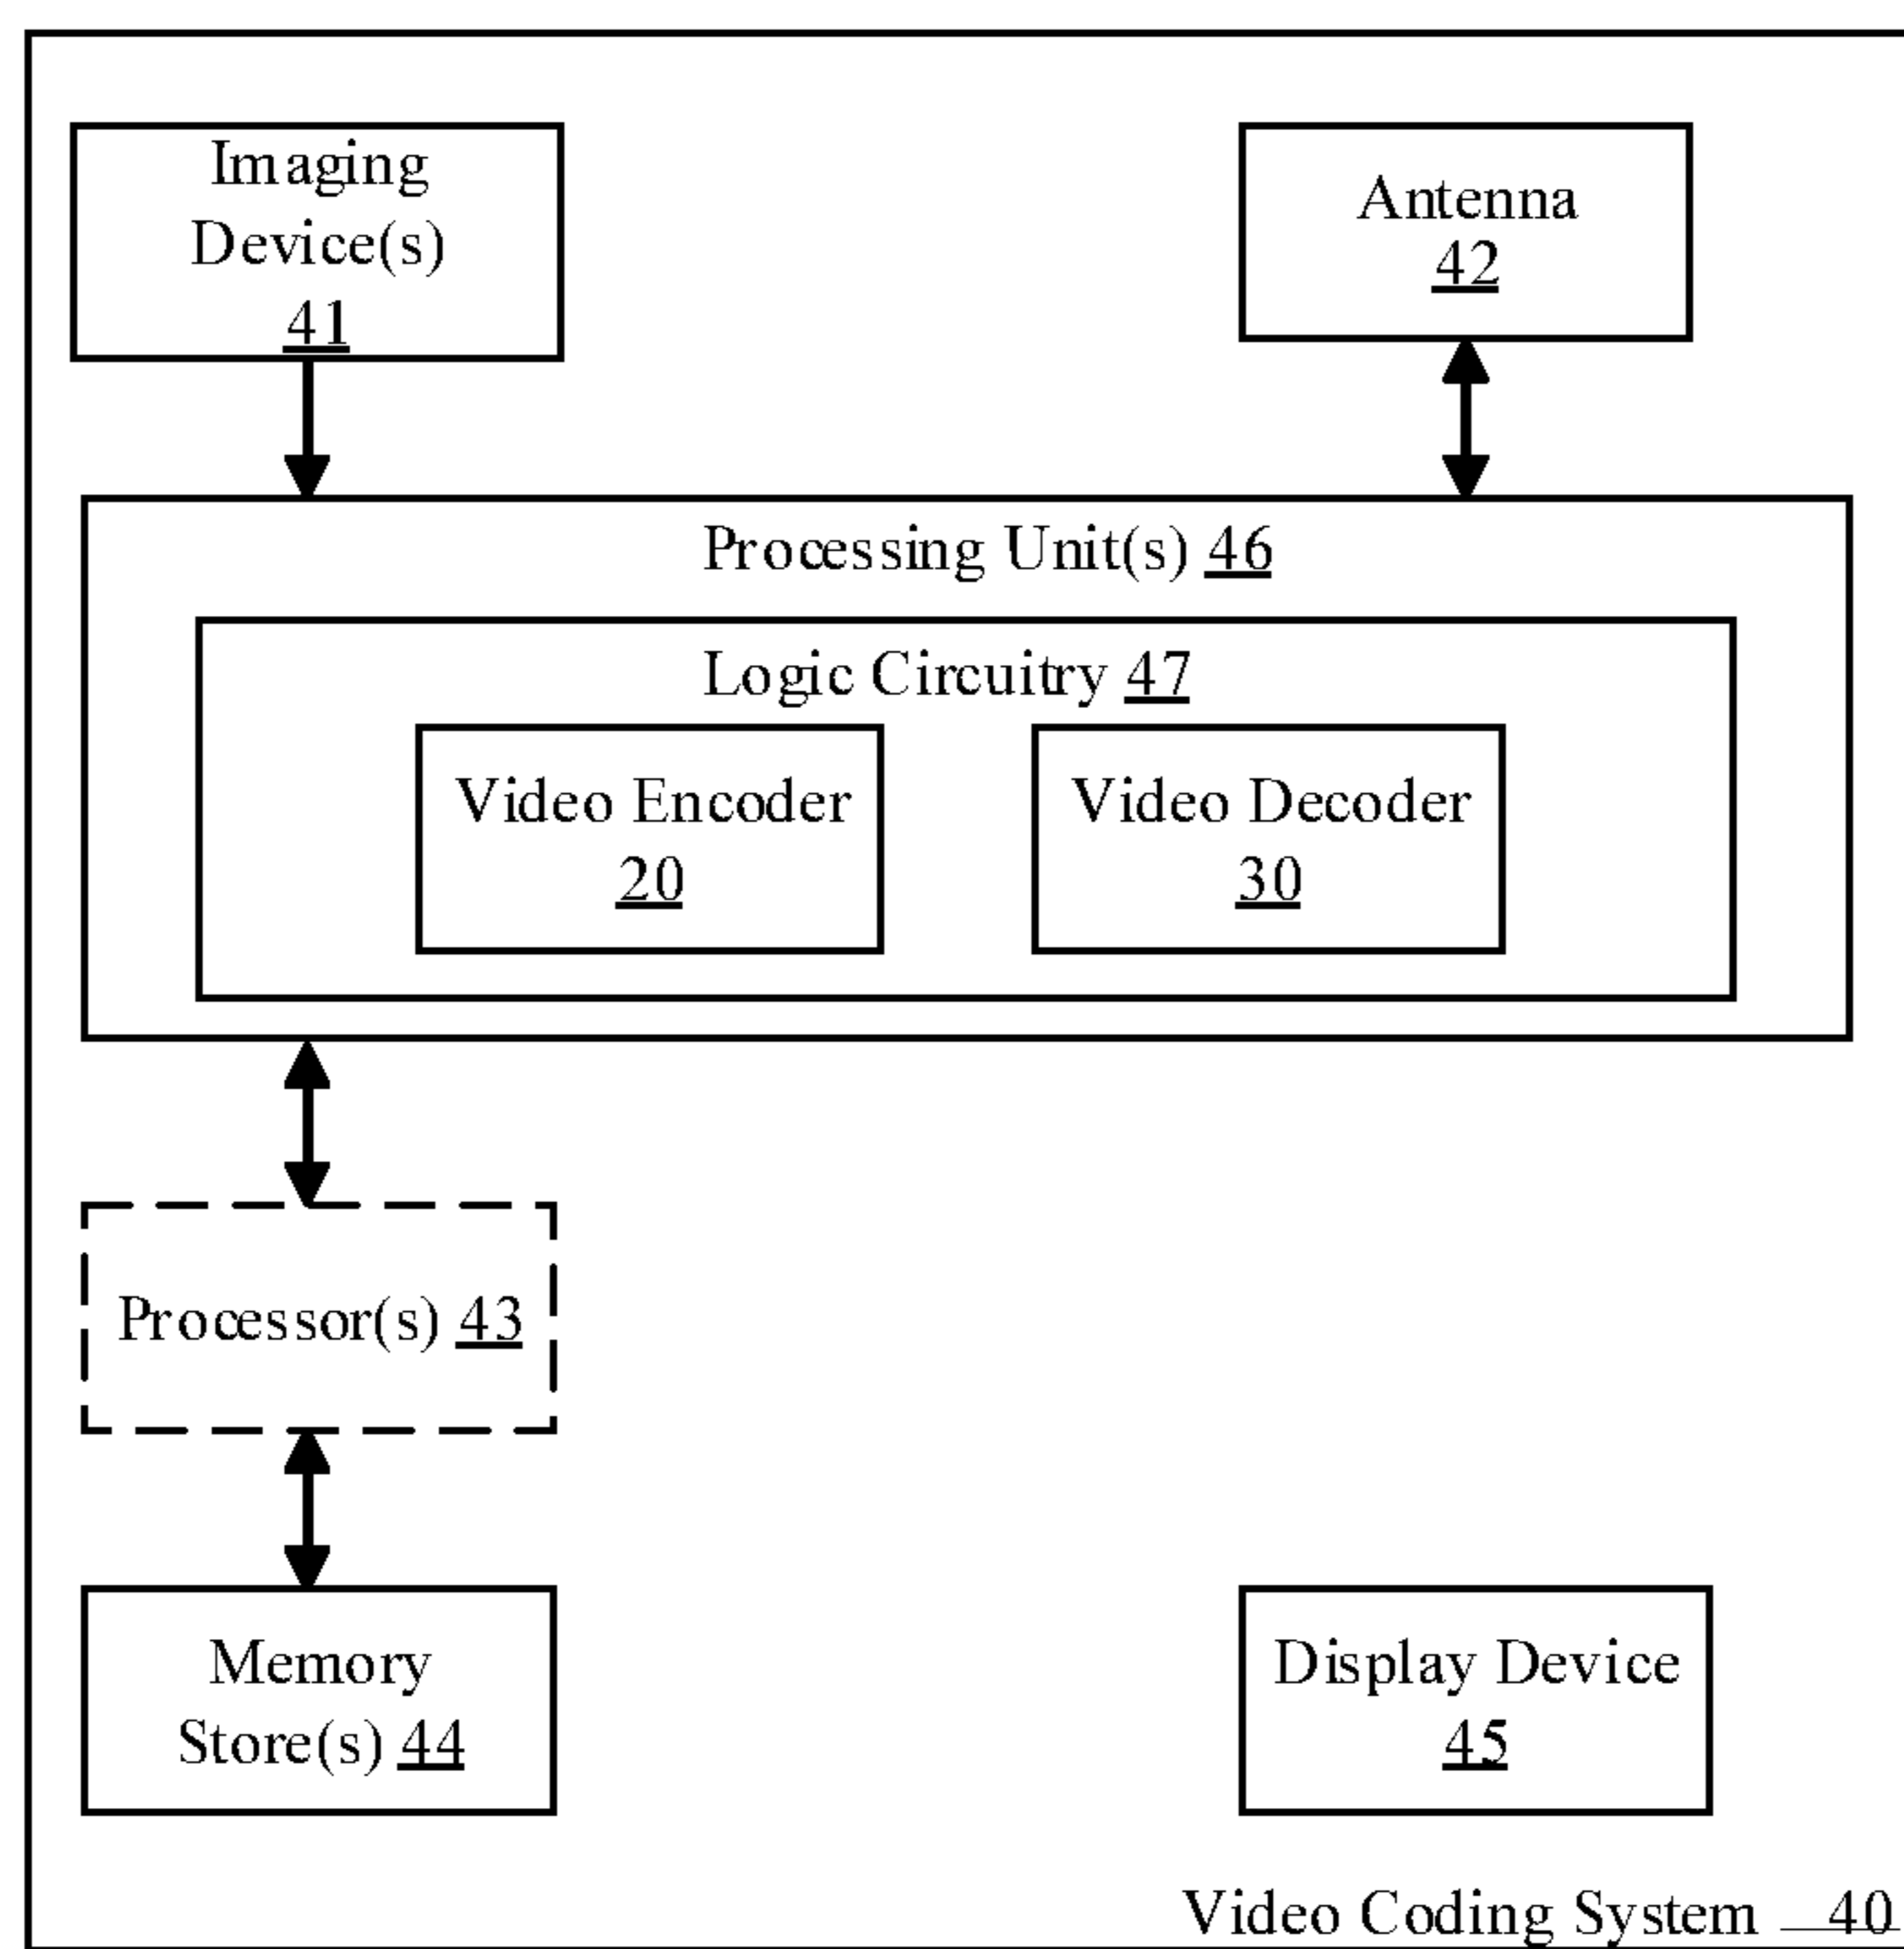 Imaging
Device(s)
41
Antenna
42
Processing Unit(s) 46
Logic Circuitry 47
Video Encoder
20
Video Decoder
30
Processor(s) 43
Memory
Store(s) 44
Display Device
45
Video Coding System 40